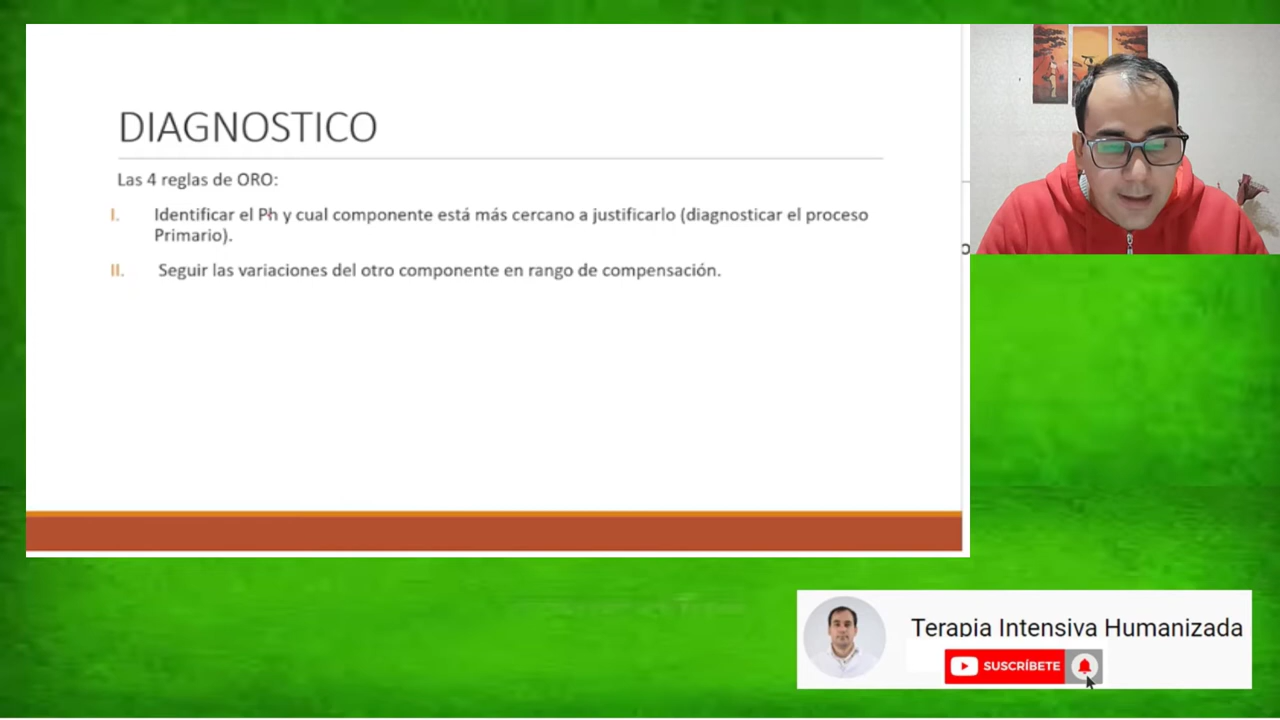 DIAGNOSTICO
Las 4 reglas de ORO:
I. Identificar el Ph y cual componente está más cercano a justificarlo (diagnosticar el proceso
Primario).
II. Seguir las variaciones del otro componente en rango de compensación.
o
Terapia Intensiva Humanizada
SUSCRÍBETE